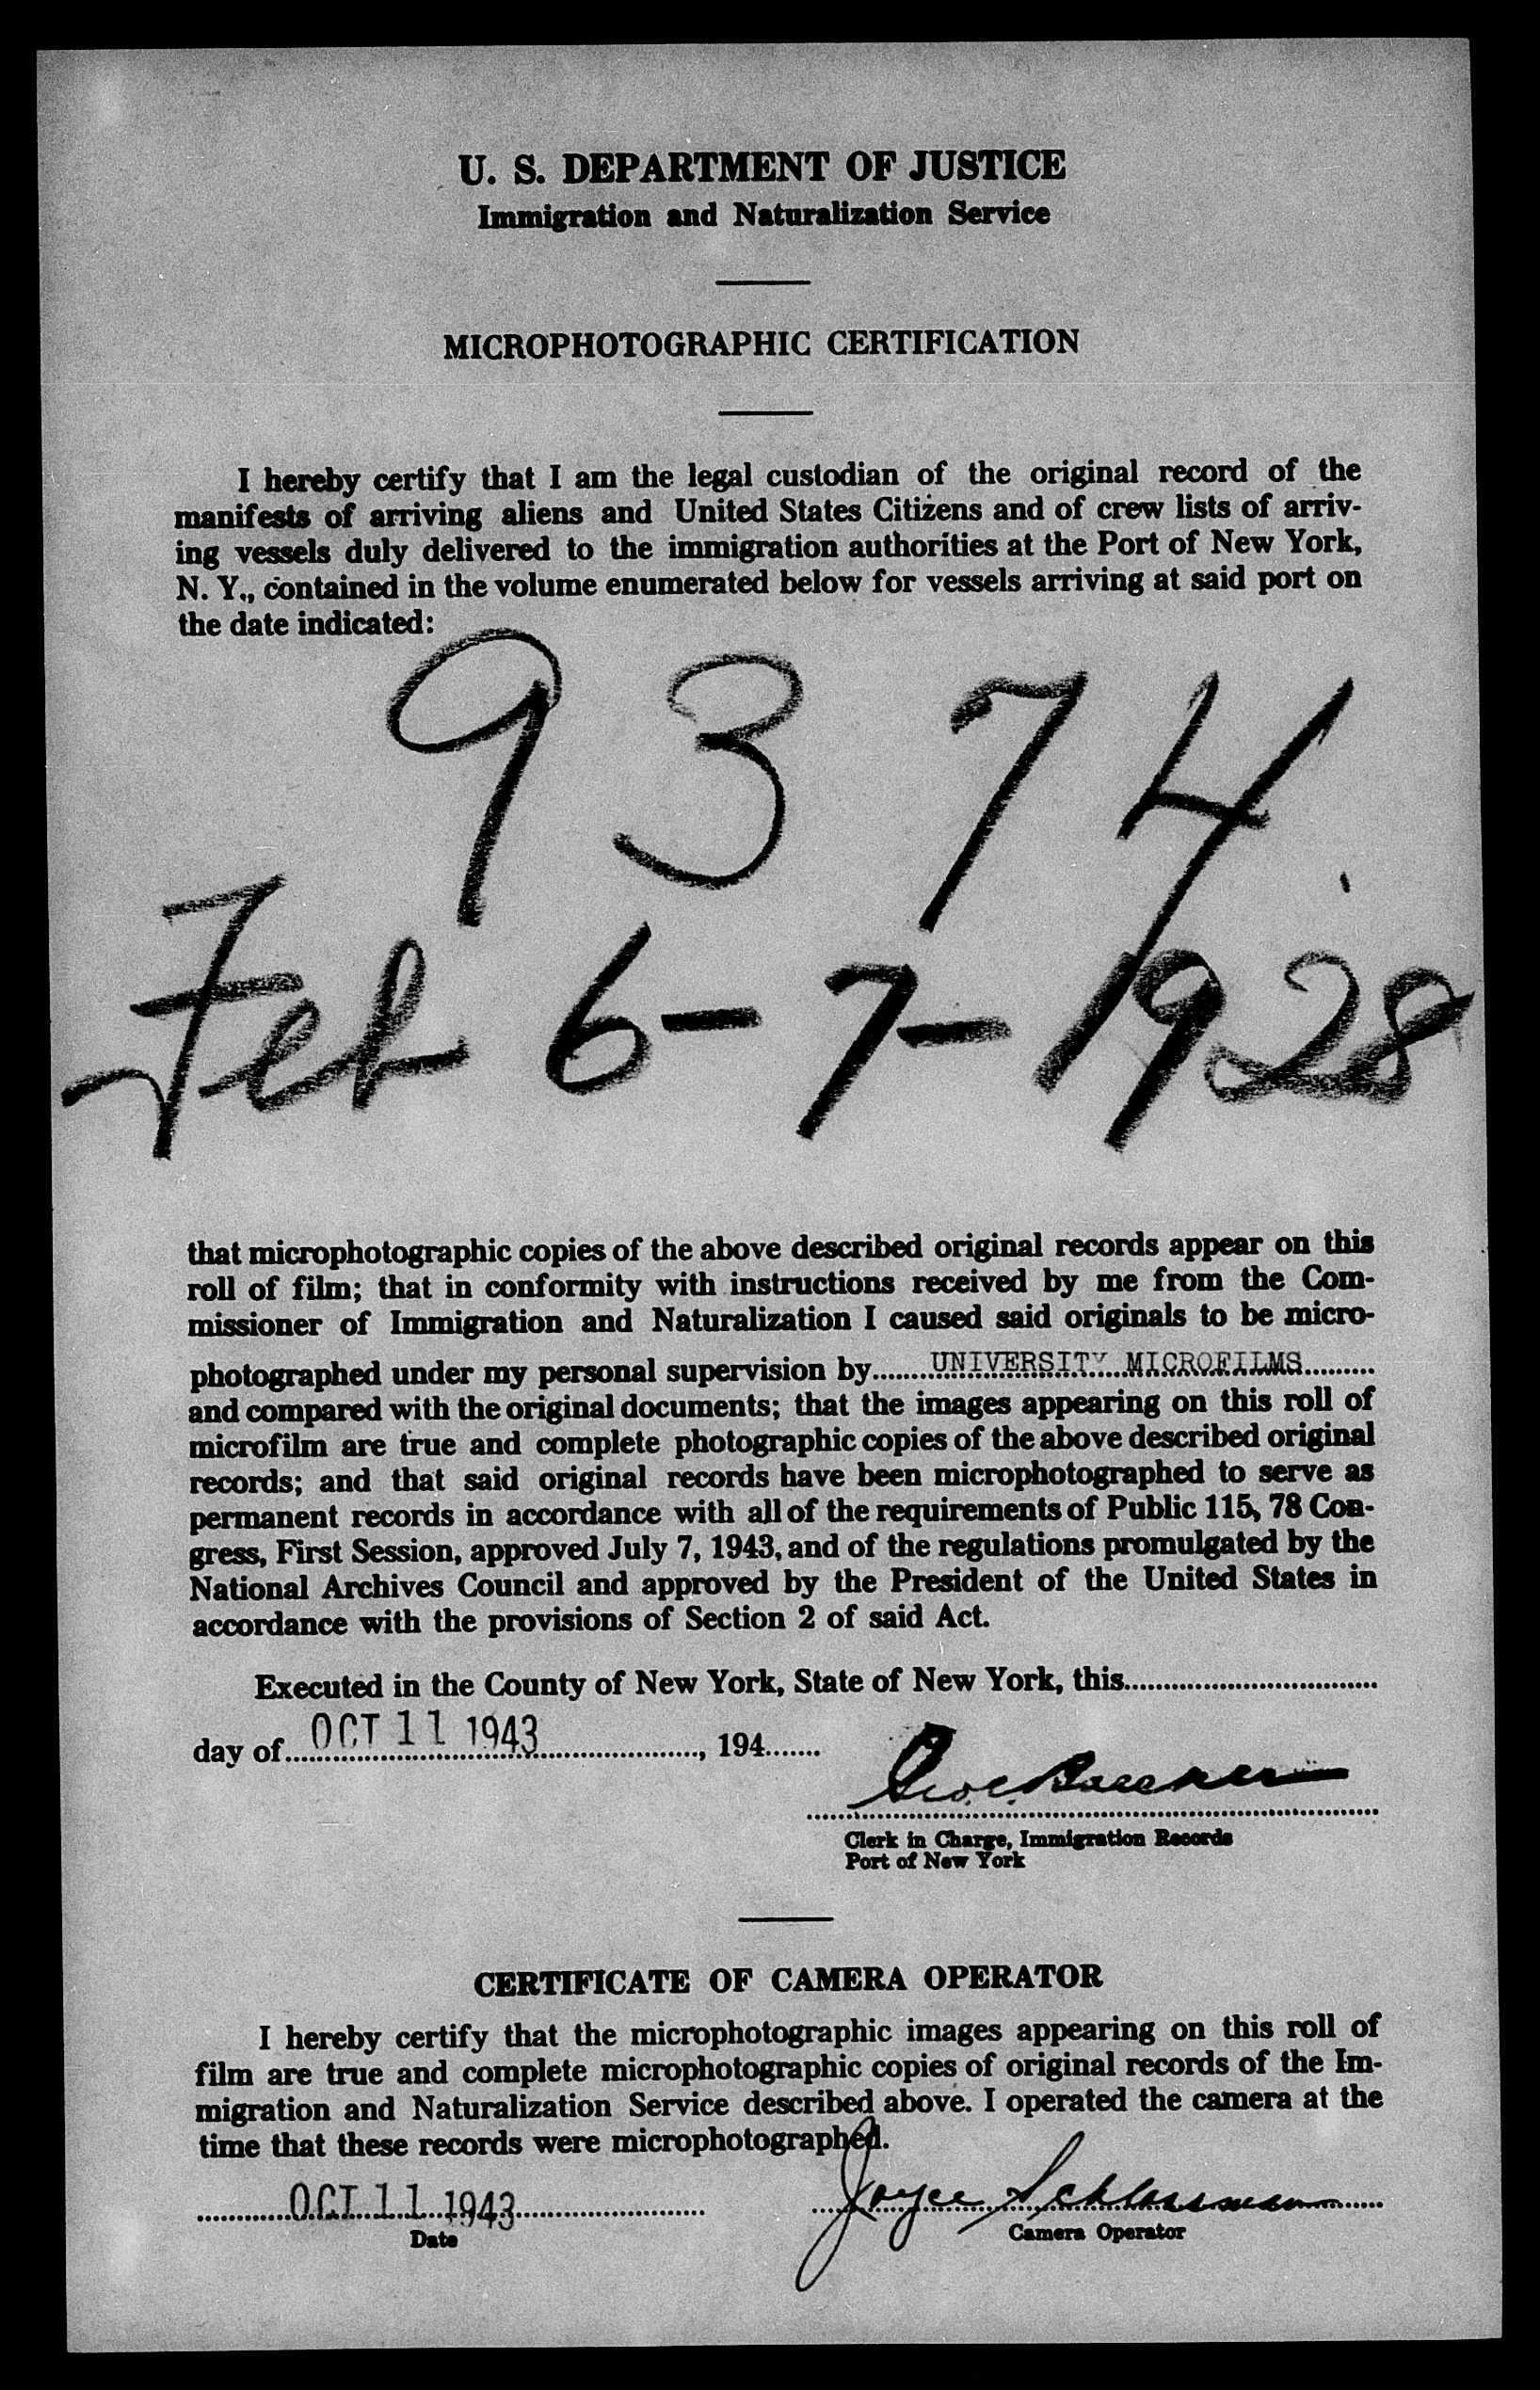 U. S. DEPARTMENT OF JUSTICE
Immigration and Naturalization Service
MICROPHOTOGRAPHIC CERTIFICATION
I hereby certify that I am the legal custodian of the original record of the
manifests of arriving aliens and United States Citizens and of crew lists of arriv-
ing vessels duly delivered to the immigration authorities at the Port of New York,
N. Y., contained in the volume enumerated below for vessels arriving at said port on
the date indicated:
9374
Feb 6-7-1928
that microphotographic copies of the above described original records appear on this
roll of film; that in conformity with instructions received by me from the Com-
missioner of Immigration and Naturalization I caused said originals to be micro-
photographed under my personal supervision by UNIVERSITY MICROFILMS
and compared with the original documents; that the images appearing on this roll of
microfilm are true and complete photographic copies of the above described original
records; and that said original records have been microphotographed to serve as
permanent records in accordance with all of the requirements of Public 115, 78 Con-
gress, First Session, approved July 7, 1943, and of the regulations promulgated by the
National Archives Council and approved by the President of the United States in
accordance with the provisions of Section 2 of said Act.
Executed in the County of New York, State of New York, this
day of OCT 11 1943, 194
Clerk in Charge, Immigration Records
Port of New York
CERTIFICATE OF CAMERA OPERATOR
I hereby certify that the microphotographic images appearing on this roll of
film are true and complete microphotographic copies of original records of the Im-
migration and Naturalization Service described above. I operated the camera at the
time that these records were microphotographed.
OCT 11 1943 Joyce
Date Camera Operator